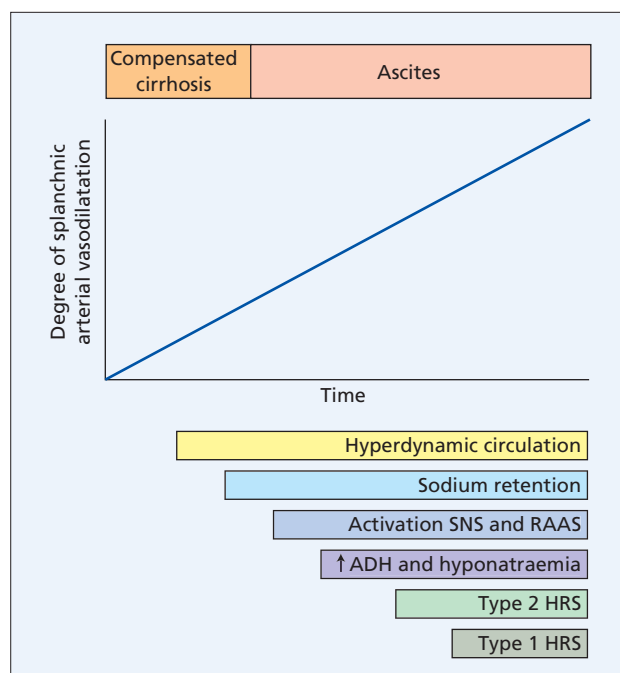 Compensated
cirrhosis
Ascites
Degree of splanchnic
arterial vasodilatation
Time
Hyperdynamic circulation
Sodium retention
Activation SNS and RAAS
↑ ADH and hyponatraemia
Type 2 HRS
Type 1 HRS